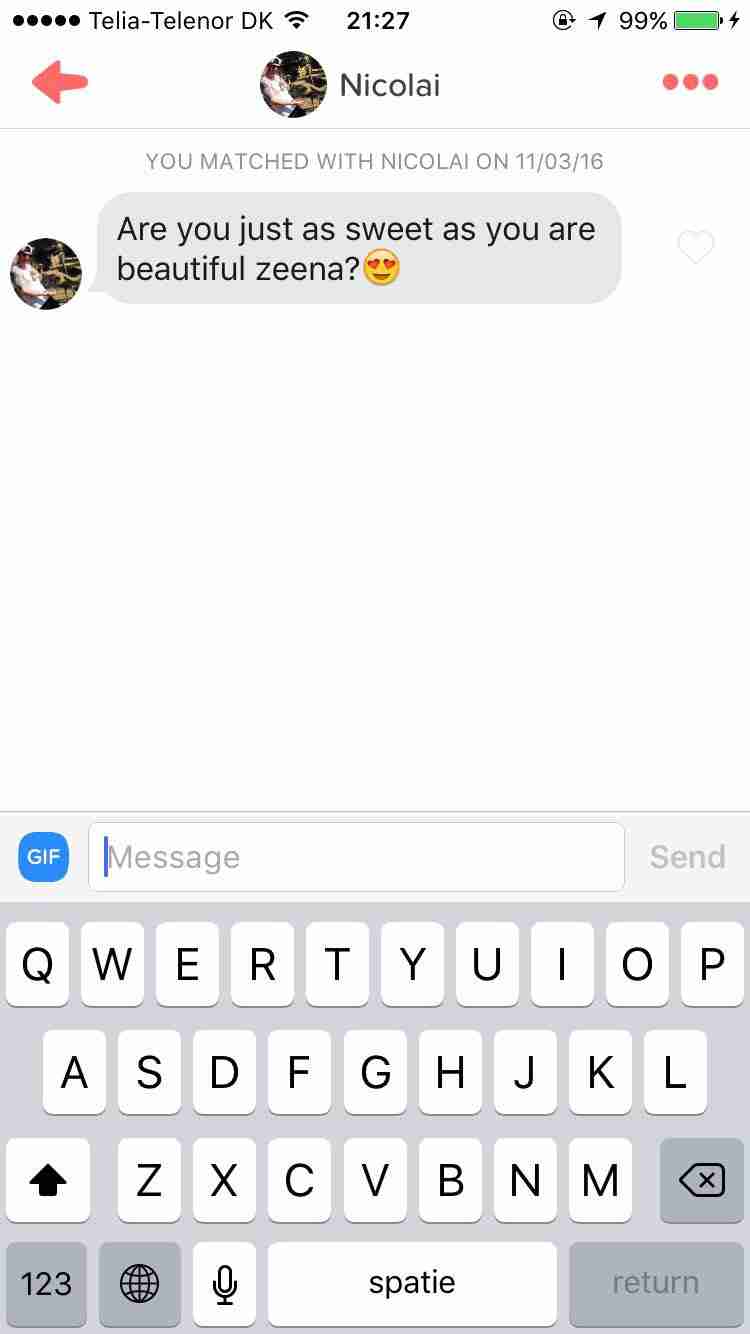 ●●●●● Telia-Telenor DK 21:27 99%
Nicolai
YOU MATCHED WITH NICOLAI ON 11/03/16
Are you just as sweet as you are
beautiful zeena?😍
GIF Message Send
Q W E R T Y U I O P
A S D F G H J K L
Z X C V B N M
123 spatie return